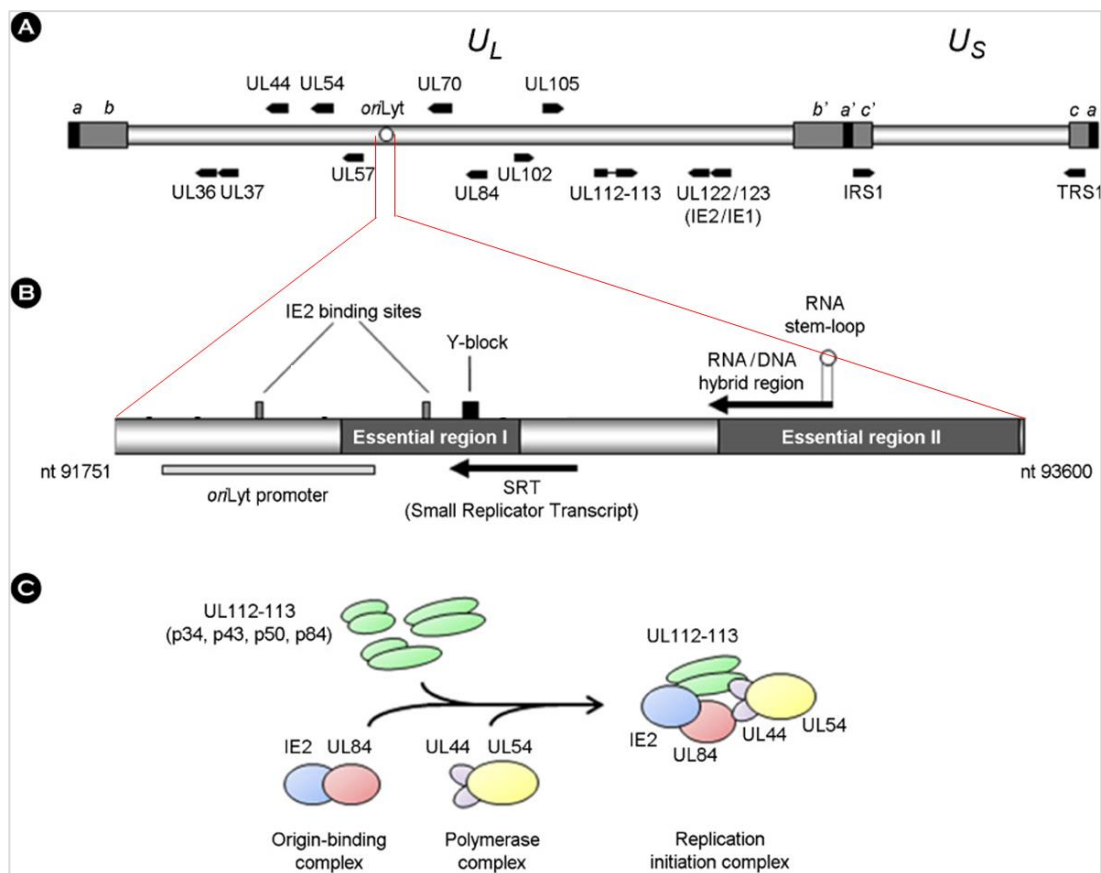 A
U_L
U_S
UL44
UL54
UL70
UL105
a
b
oriLyt
b'
a'
c'
c
a
UL36
UL37
UL57
UL84
UL102
UL112-113
UL122/123
(IE2/IE1)
IRS1
TRS1
B
IE2 binding sites
Y-block
RNA
stem-loop
RNA/DNA
hybrid region
Essential region I
Essential region II
nt 91751
nt 93600
oriLyt promoter
SRT
(Small Replicator Transcript)
C
UL112-113
(p34, p43, p50, p84)
UL112-113
IE2
UL84
UL44
UL54
IE2
UL84
UL44
UL54
Origin-binding
complex
Polymerase
complex
Replication
initiation complex